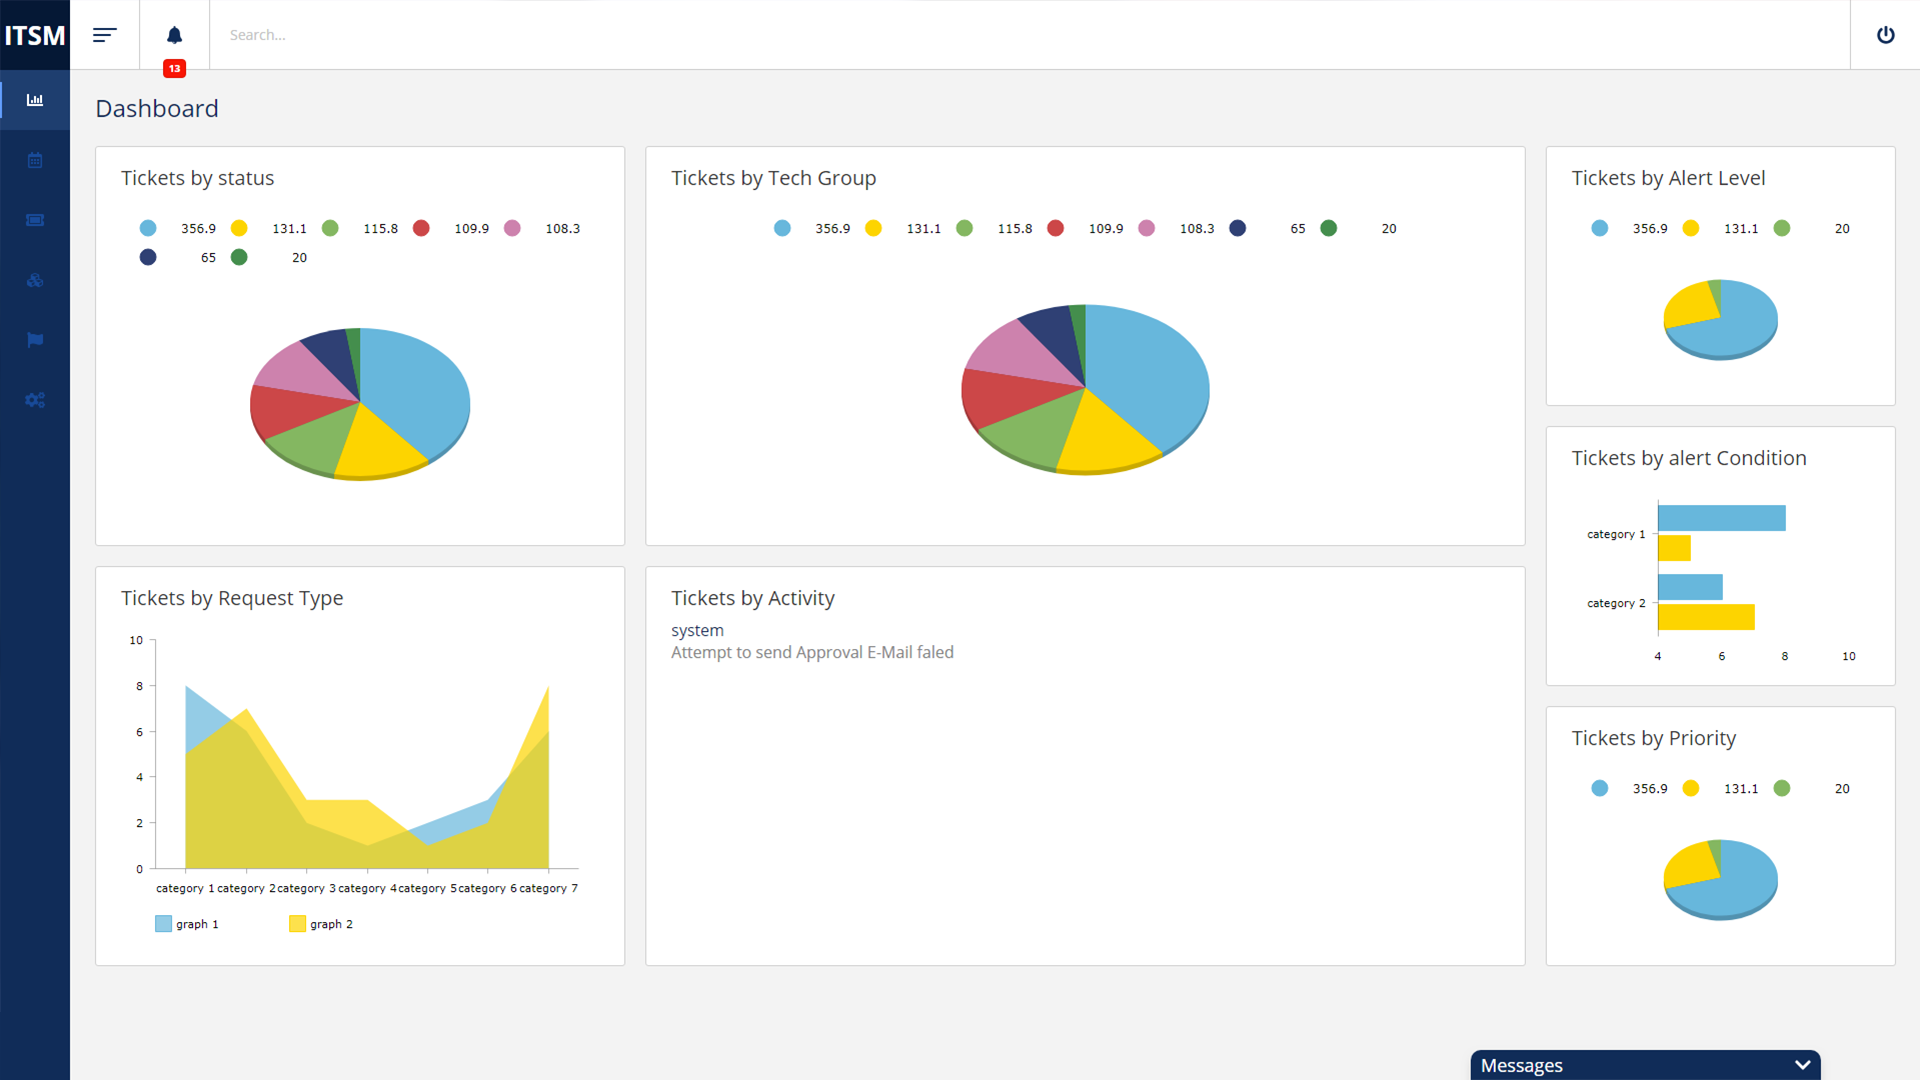 ITSM
13
Search...
Dashboard
Tickets by status
356.9 131.1 115.8 109.9 108.3
65 20
Tickets by Tech Group
356.9 131.1 115.8 109.9 108.3 65 20
Tickets by Alert Level
356.9 131.1 20
Tickets by alert Condition
category 1
category 2
4 6 8 10
Tickets by Request Type
10
8
6
4
2
0
category 1 category 2 category 3 category 4 category 5 category 6 category 7
graph 1 graph 2
Tickets by Activity
system
Attempt to send Approval E-Mail faled
Tickets by Priority
356.9 131.1 20
Messages